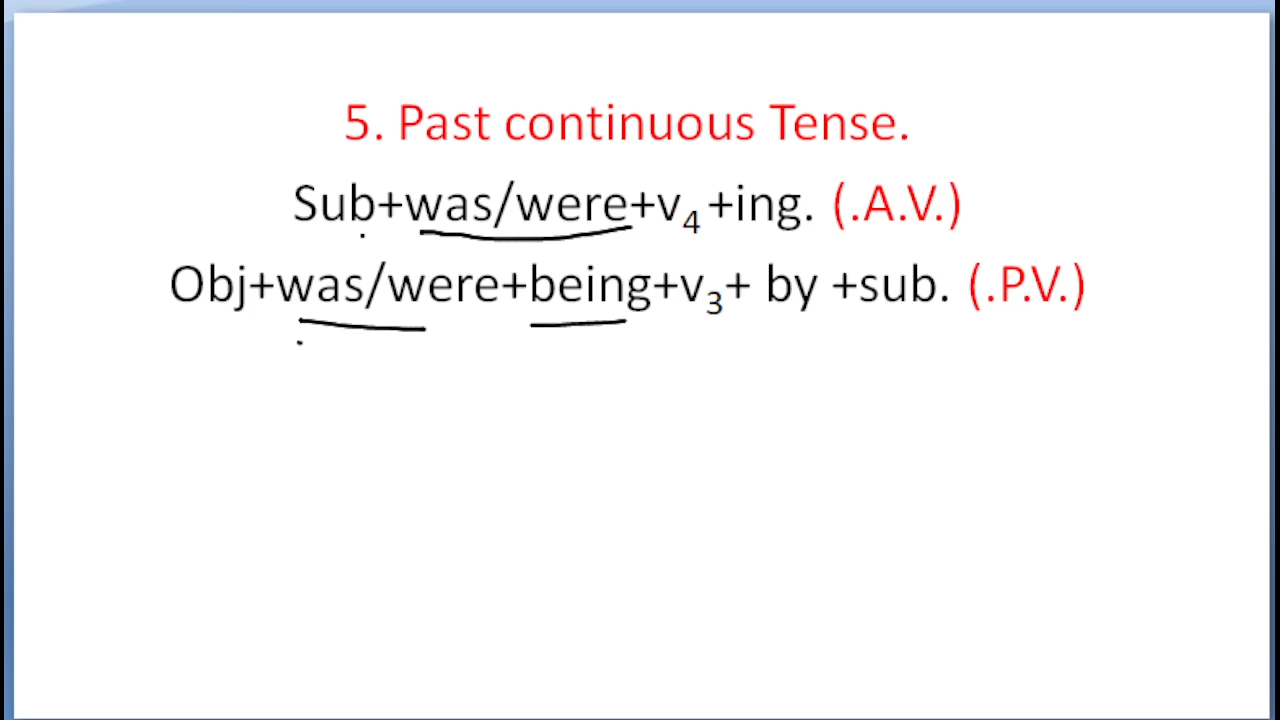 5. Past continuous Tense.
Sub+was/were+v4 +ing. (.A.V.)
Obj+was/were+being+v3+ by +sub. (.P.V.)